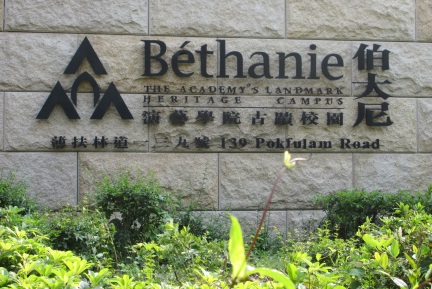 Béthanie 伯大尼
THE ACADEMY'S LANDMARK
HERITAGE CAMPUS
演藝學院古蹟校園
薄扶林道 一三九號 139 Pokfulam Road